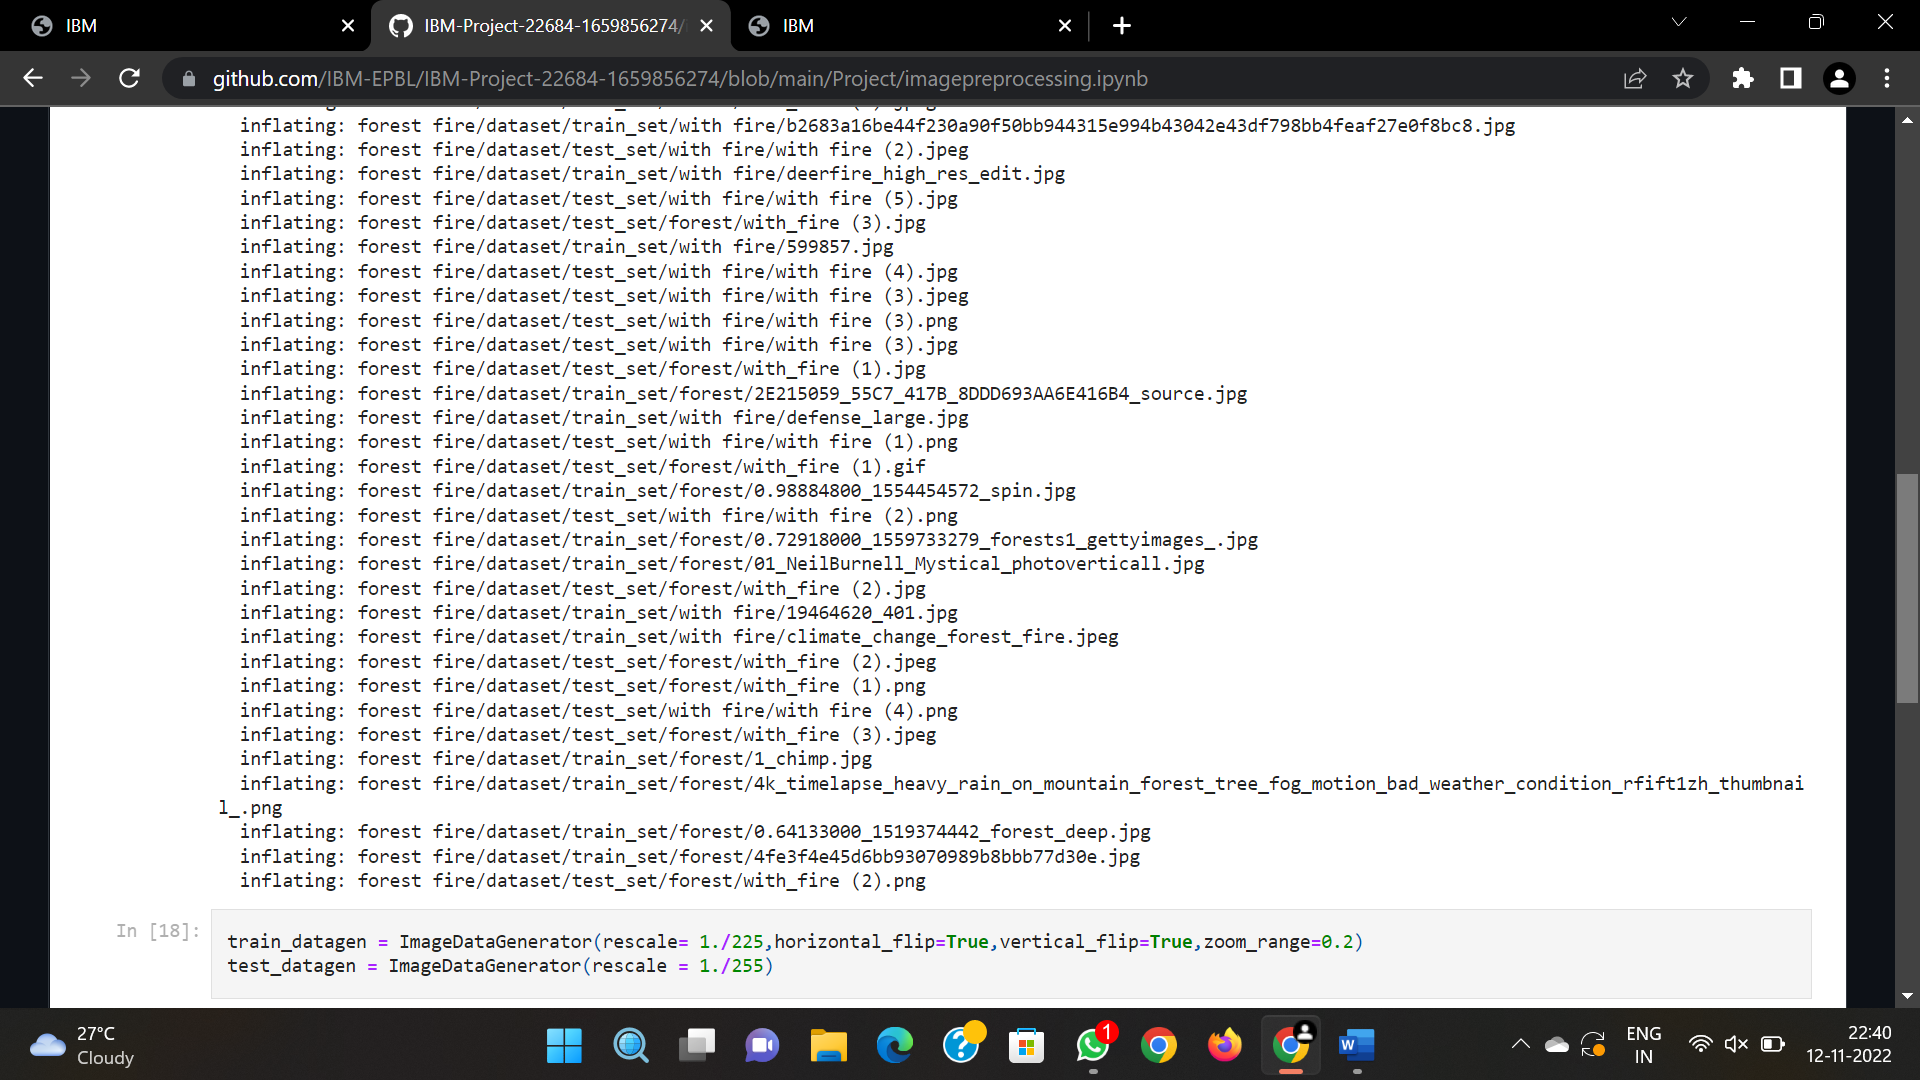 IBM
IBM-Project-22684-1659856274/
IBM
github.com/IBM-EPBL/IBM-Project-22684-1659856274/blob/main/Project/imagepreprocessing.ipynb
inflating: forest fire/dataset/train_set/with fire/b2683a16be44f230a90f50bb944315e994b43042e43df798bb4feaf27e0f8bc8.jpg
inflating: forest fire/dataset/test_set/with fire/with fire (2).jpeg
inflating: forest fire/dataset/train_set/with fire/deerfire_high_res_edit.jpg
inflating: forest fire/dataset/test_set/with fire/with fire (5).jpg
inflating: forest fire/dataset/test_set/forest/with_fire (3).jpg
inflating: forest fire/dataset/train_set/with fire/599857.jpg
inflating: forest fire/dataset/test_set/with fire/with fire (4).jpg
inflating: forest fire/dataset/test_set/with fire/with fire (3).jpeg
inflating: forest fire/dataset/test_set/with fire/with fire (3).png
inflating: forest fire/dataset/test_set/with fire/with fire (3).jpg
inflating: forest fire/dataset/test_set/forest/with_fire (1).jpg
inflating: forest fire/dataset/train_set/forest/2E215059_55C7_417B_8DDD693AA6E416B4_source.jpg
inflating: forest fire/dataset/train_set/with fire/defense_large.jpg
inflating: forest fire/dataset/test_set/with fire/with fire (1).png
inflating: forest fire/dataset/test_set/forest/with_fire (1).gif
inflating: forest fire/dataset/train_set/forest/0.98884800_1554454572_spin.jpg
inflating: forest fire/dataset/test_set/with fire/with fire (2).png
inflating: forest fire/dataset/train_set/forest/0.72918000_1559733279_forests1_gettyimages_.jpg
inflating: forest fire/dataset/train_set/forest/01_NeilBurnell_Mystical_photoverticall.jpg
inflating: forest fire/dataset/test_set/forest/with_fire (2).jpg
inflating: forest fire/dataset/train_set/with fire/19464620_401.jpg
inflating: forest fire/dataset/train_set/with fire/climate_change_forest_fire.jpeg
inflating: forest fire/dataset/test_set/forest/with_fire (2).jpeg
inflating: forest fire/dataset/test_set/forest/with_fire (1).png
inflating: forest fire/dataset/test_set/with fire/with fire (4).png
inflating: forest fire/dataset/test_set/forest/with_fire (3).jpeg
inflating: forest fire/dataset/train_set/forest/1_chimp.jpg
inflating: forest fire/dataset/train_set/forest/4k_timelapse_heavy_rain_on_mountain_forest_tree_fog_motion_bad_weather_condition_rfift1zh_thumbnai
l_.png
inflating: forest fire/dataset/train_set/forest/0.64133000_1519374442_forest_deep.jpg
inflating: forest fire/dataset/train_set/forest/4fe3f4e45d6bb93070989b8bbb77d30e.jpg
inflating: forest fire/dataset/test_set/forest/with_fire (2).png
In [18]:
train_datagen = ImageDataGenerator(rescale= 1./225,horizontal_flip=True,vertical_flip=True,zoom_range=0.2)
test_datagen = ImageDataGenerator(rescale = 1./255)
27°C
Cloudy
1
ENG
IN
22:40
12-11-2022